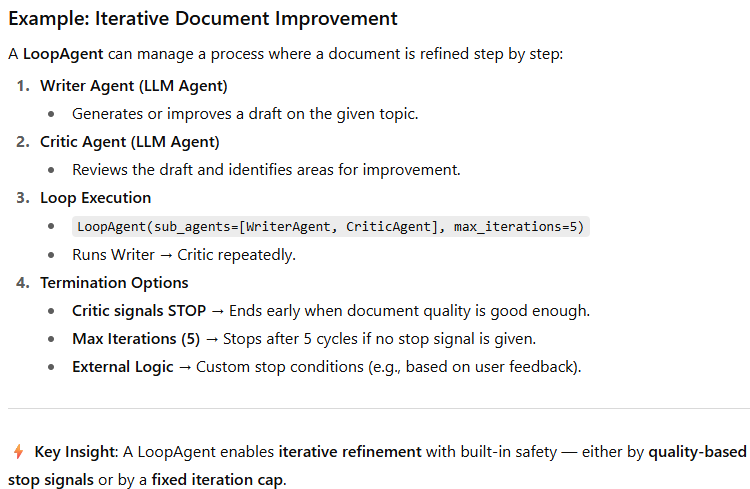 Example: Iterative Document Improvement
A LoopAgent can manage a process where a document is refined step by step:
1. Writer Agent (LLM Agent)
• Generates or improves a draft on the given topic.
2. Critic Agent (LLM Agent)
• Reviews the draft and identifies areas for improvement.
3. Loop Execution
• LoopAgent(sub_agents=[WriterAgent, CriticAgent], max_iterations=5)
• Runs Writer → Critic repeatedly.
4. Termination Options
• Critic signals STOP → Ends early when document quality is good enough.
• Max Iterations (5) → Stops after 5 cycles if no stop signal is given.
• External Logic → Custom stop conditions (e.g., based on user feedback).
⚡ Key Insight: A LoopAgent enables iterative refinement with built-in safety — either by quality-based
stop signals or by a fixed iteration cap.